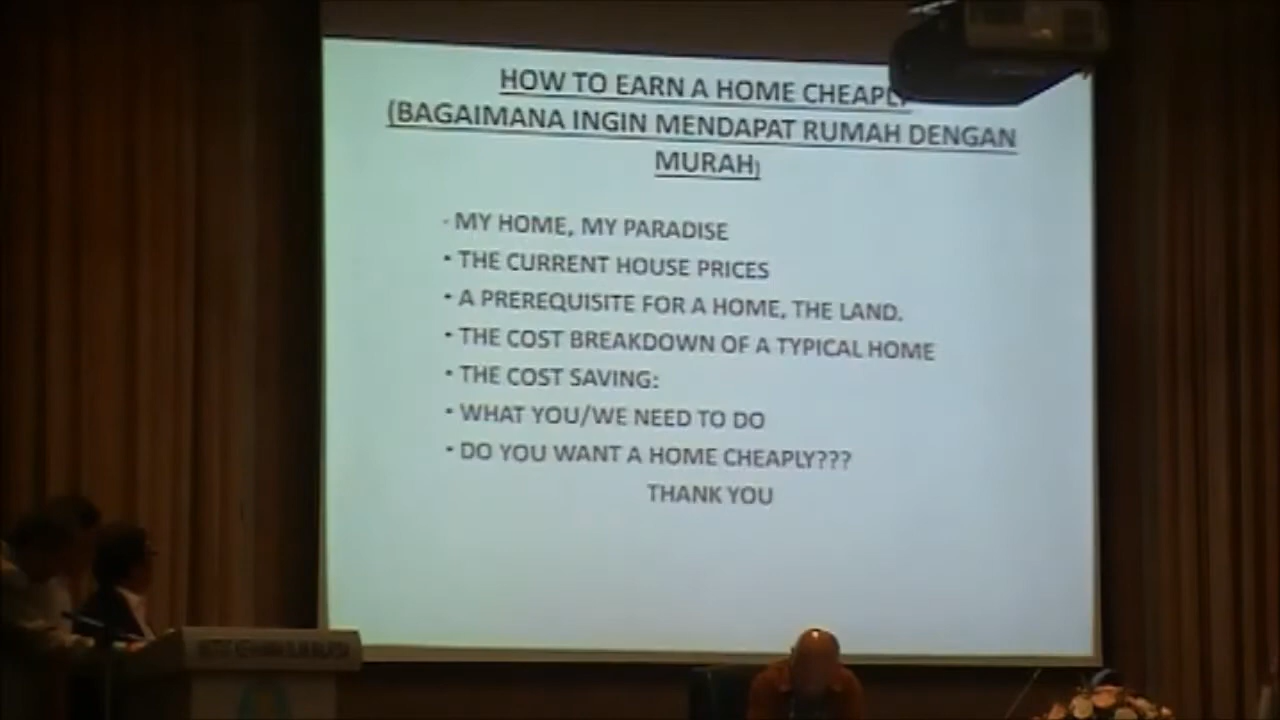 HOW TO EARN A HOME CHEAPLY
(BAGAIMANA INGIN MENDAPAT RUMAH DENGAN
MURAH)
- MY HOME, MY PARADISE
• THE CURRENT HOUSE PRICES
• A PREREQUISITE FOR A HOME, THE LAND.
• THE COST BREAKDOWN OF A TYPICAL HOME
• THE COST SAVING:
• WHAT YOU/WE NEED TO DO
• DO YOU WANT A HOME CHEAPLY???
THANK YOU